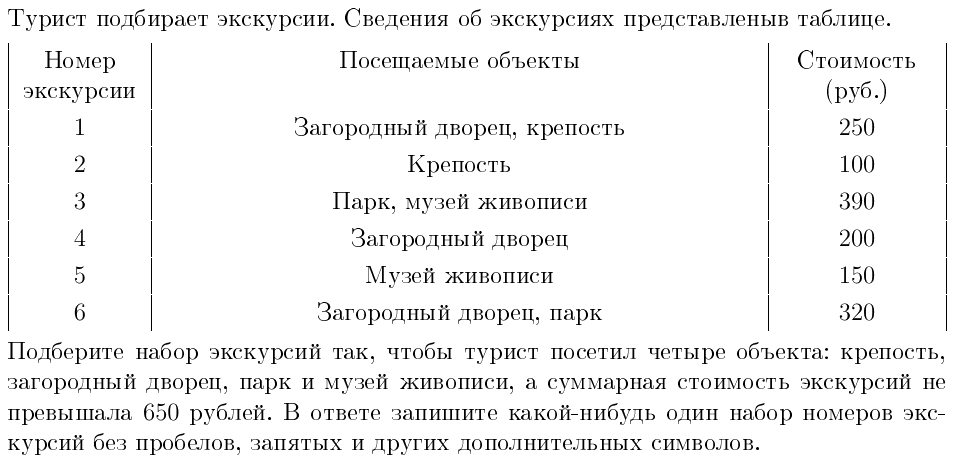 Турист подбирает экскурсии. Сведения об экскурсиях представленыв таблице.
Номер экскурсии Посещаемые объекты Стоимость (руб.)
1 Загородный дворец, крепость 250
2 Крепость 100
3 Парк, музей живописи 390
4 Загородный дворец 200
5 Музей живописи 150
6 Загородный дворец, парк 320
Подберите набор экскурсий так, чтобы турист посетил четыре объекта: крепость,
загородный дворец, парк и музей живописи, а суммарная стоимость экскурсий не
превышала 650 рублей. В ответе запишите какой-нибудь один набор номеров экс-
курсий без пробелов, запятых и других дополнительных символов.